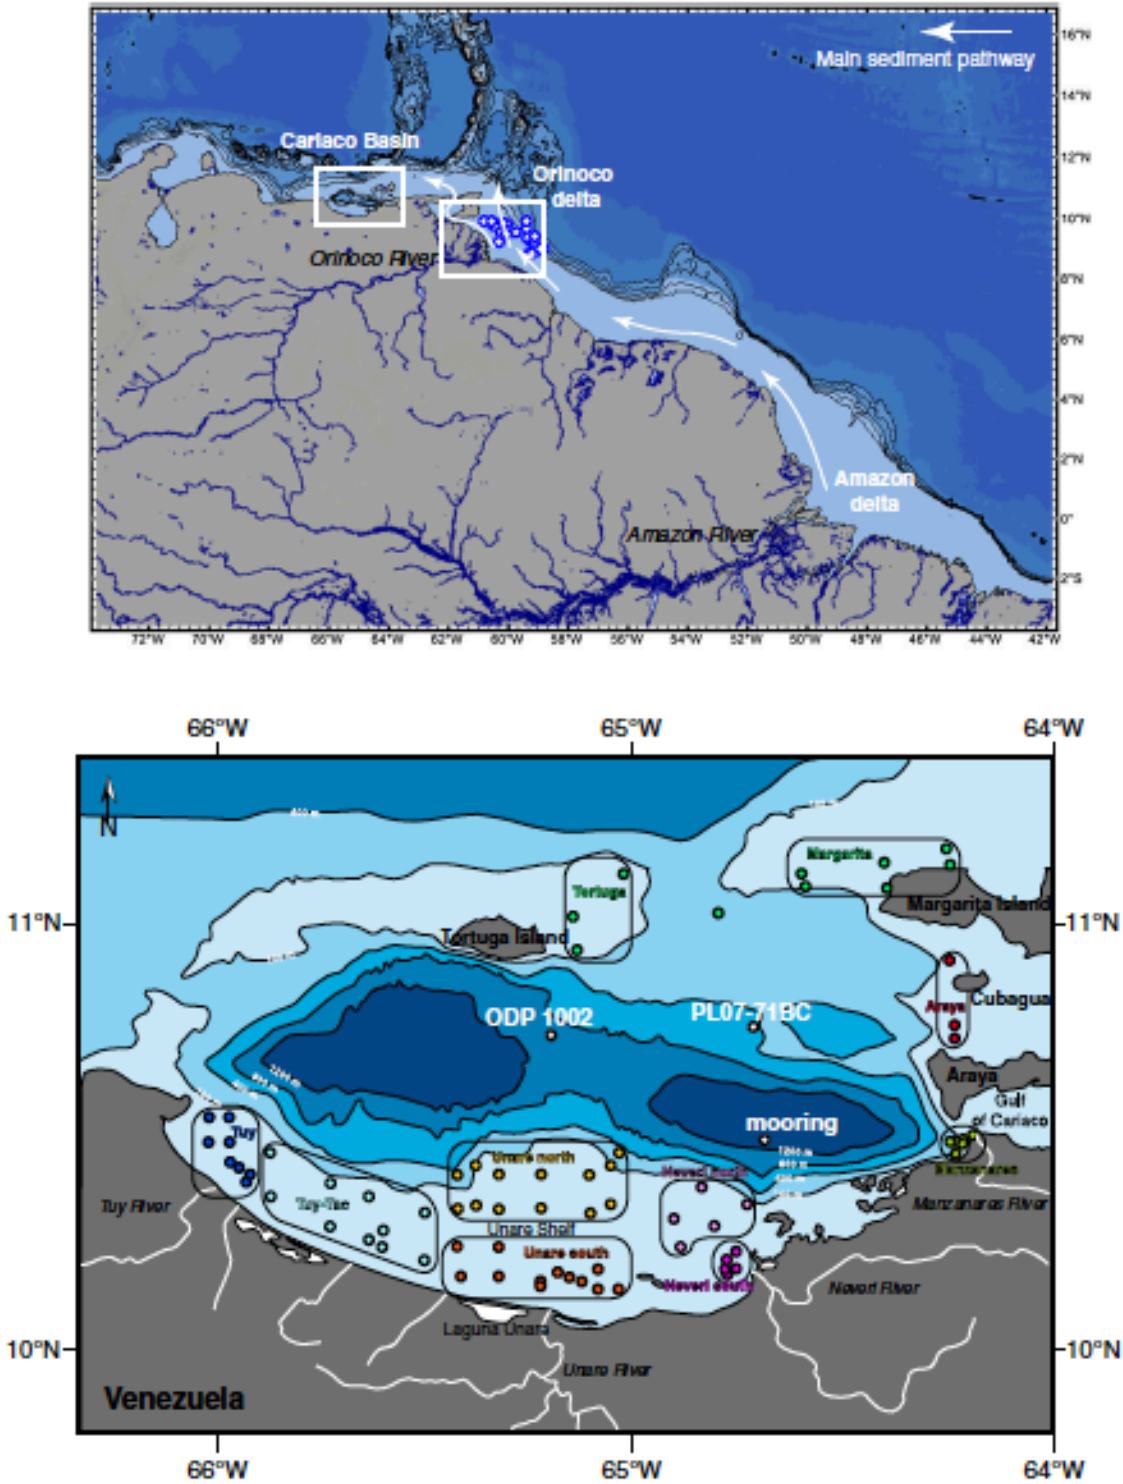 16°N
Main sediment pathway
14°N
Cariaco Basin
12°N
Orinoco
delta
10°N
Orinoco River
8°N
6°N
4°N
2°N
Amazon
delta
0°
Amazon River
2°S
72°W 70°W 68°W 66°W 64°W 62°W 60°W 58°W 56°W 54°W 52°W 50°W 48°W 46°W 44°W 42°W
66°W 65°W 64°W
N
Margarita
Tortuga
Margarita Island
11°N 11°N
Tortuga Island
Cubagua
Araya
ODP 1002 PL07-71BC
1200 m
Araya
Gulf
of Cariaco
mooring
Tuy
1200 m
Unare north
Neveri north
Manzanares
Tuy River
Tuy-Tac
Manzanares River
Unare Shelf
Unare south
Neveri south
Neveri River
Laguna Unare
10°N 10°N
Unare River
Venezuela
66°W 65°W 64°W